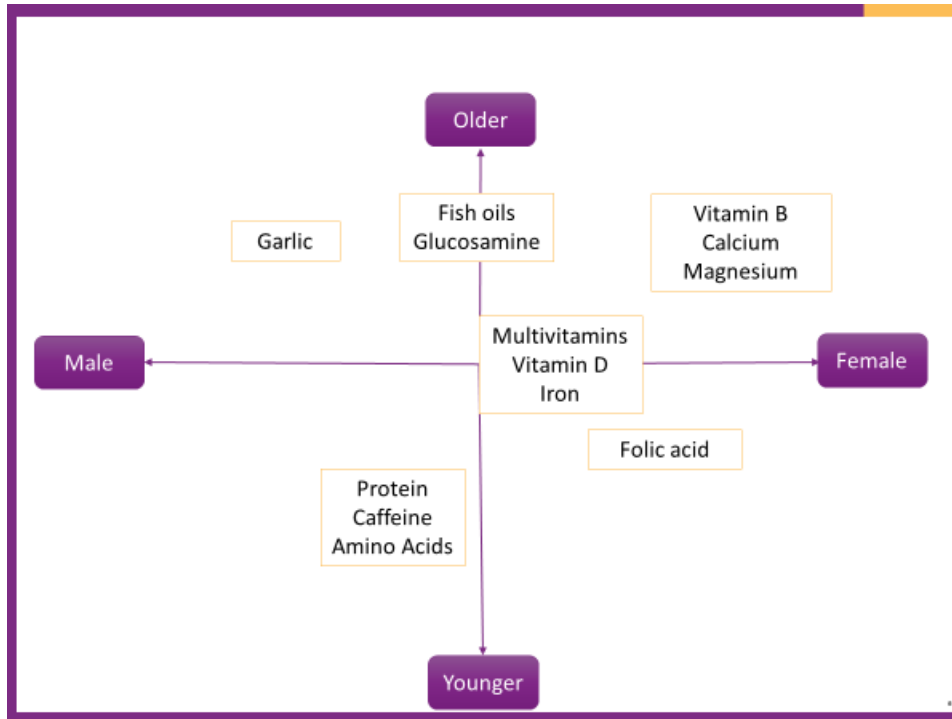 Older
Garlic
Fish oils
Glucosamine
Vitamin B
Calcium
Magnesium
Male
Multivitamins
Vitamin D
Iron
Female
Folic acid
Protein
Caffeine
Amino Acids
Younger